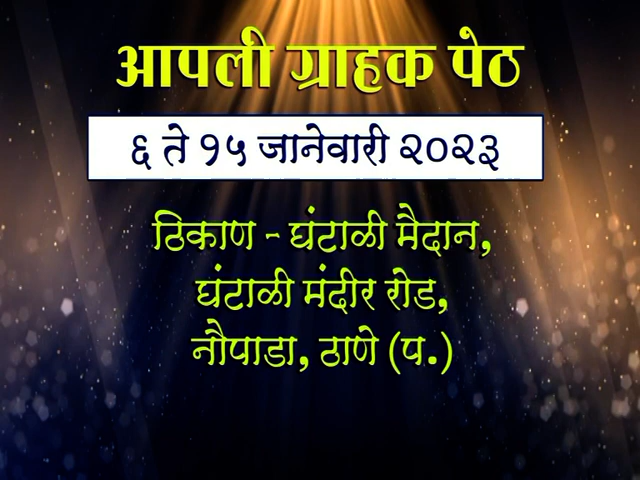 आपली ग्राहक पेठ
६ ते १५ जानेवारी २०२३
ठिकाण - घंटाळी मैदान,
घंटाळी मंदीर रोड,
नौपाडा, ठाणे (प.)